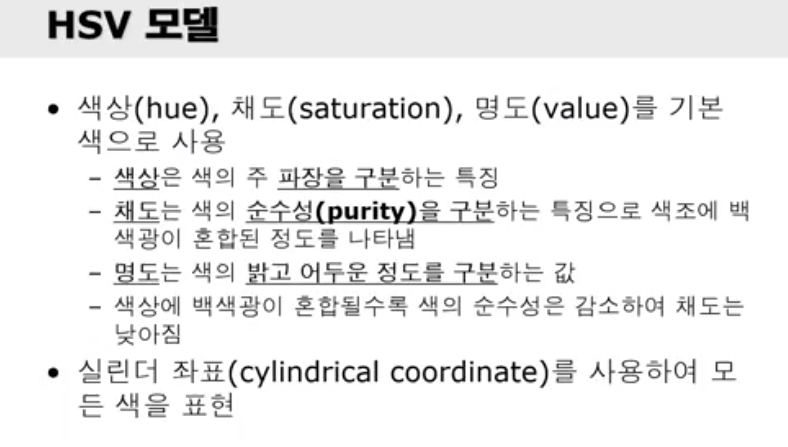 HSV 모델
• 색상(hue), 채도(saturation), 명도(value)를 기본
색으로 사용
– 색상은 색의 주 파장을 구분하는 특징
– 채도는 색의 순수성(purity)을 구분하는 특징으로 색조에 백
색광이 혼합된 정도를 나타냄
– 명도는 색의 밝고 어두운 정도를 구분하는 값
– 색상에 백색광이 혼합될수록 색의 순수성은 감소하여 채도는
낮아짐
• 실린더 좌표(cylindrical coordinate)를 사용하여 모
든 색을 표현